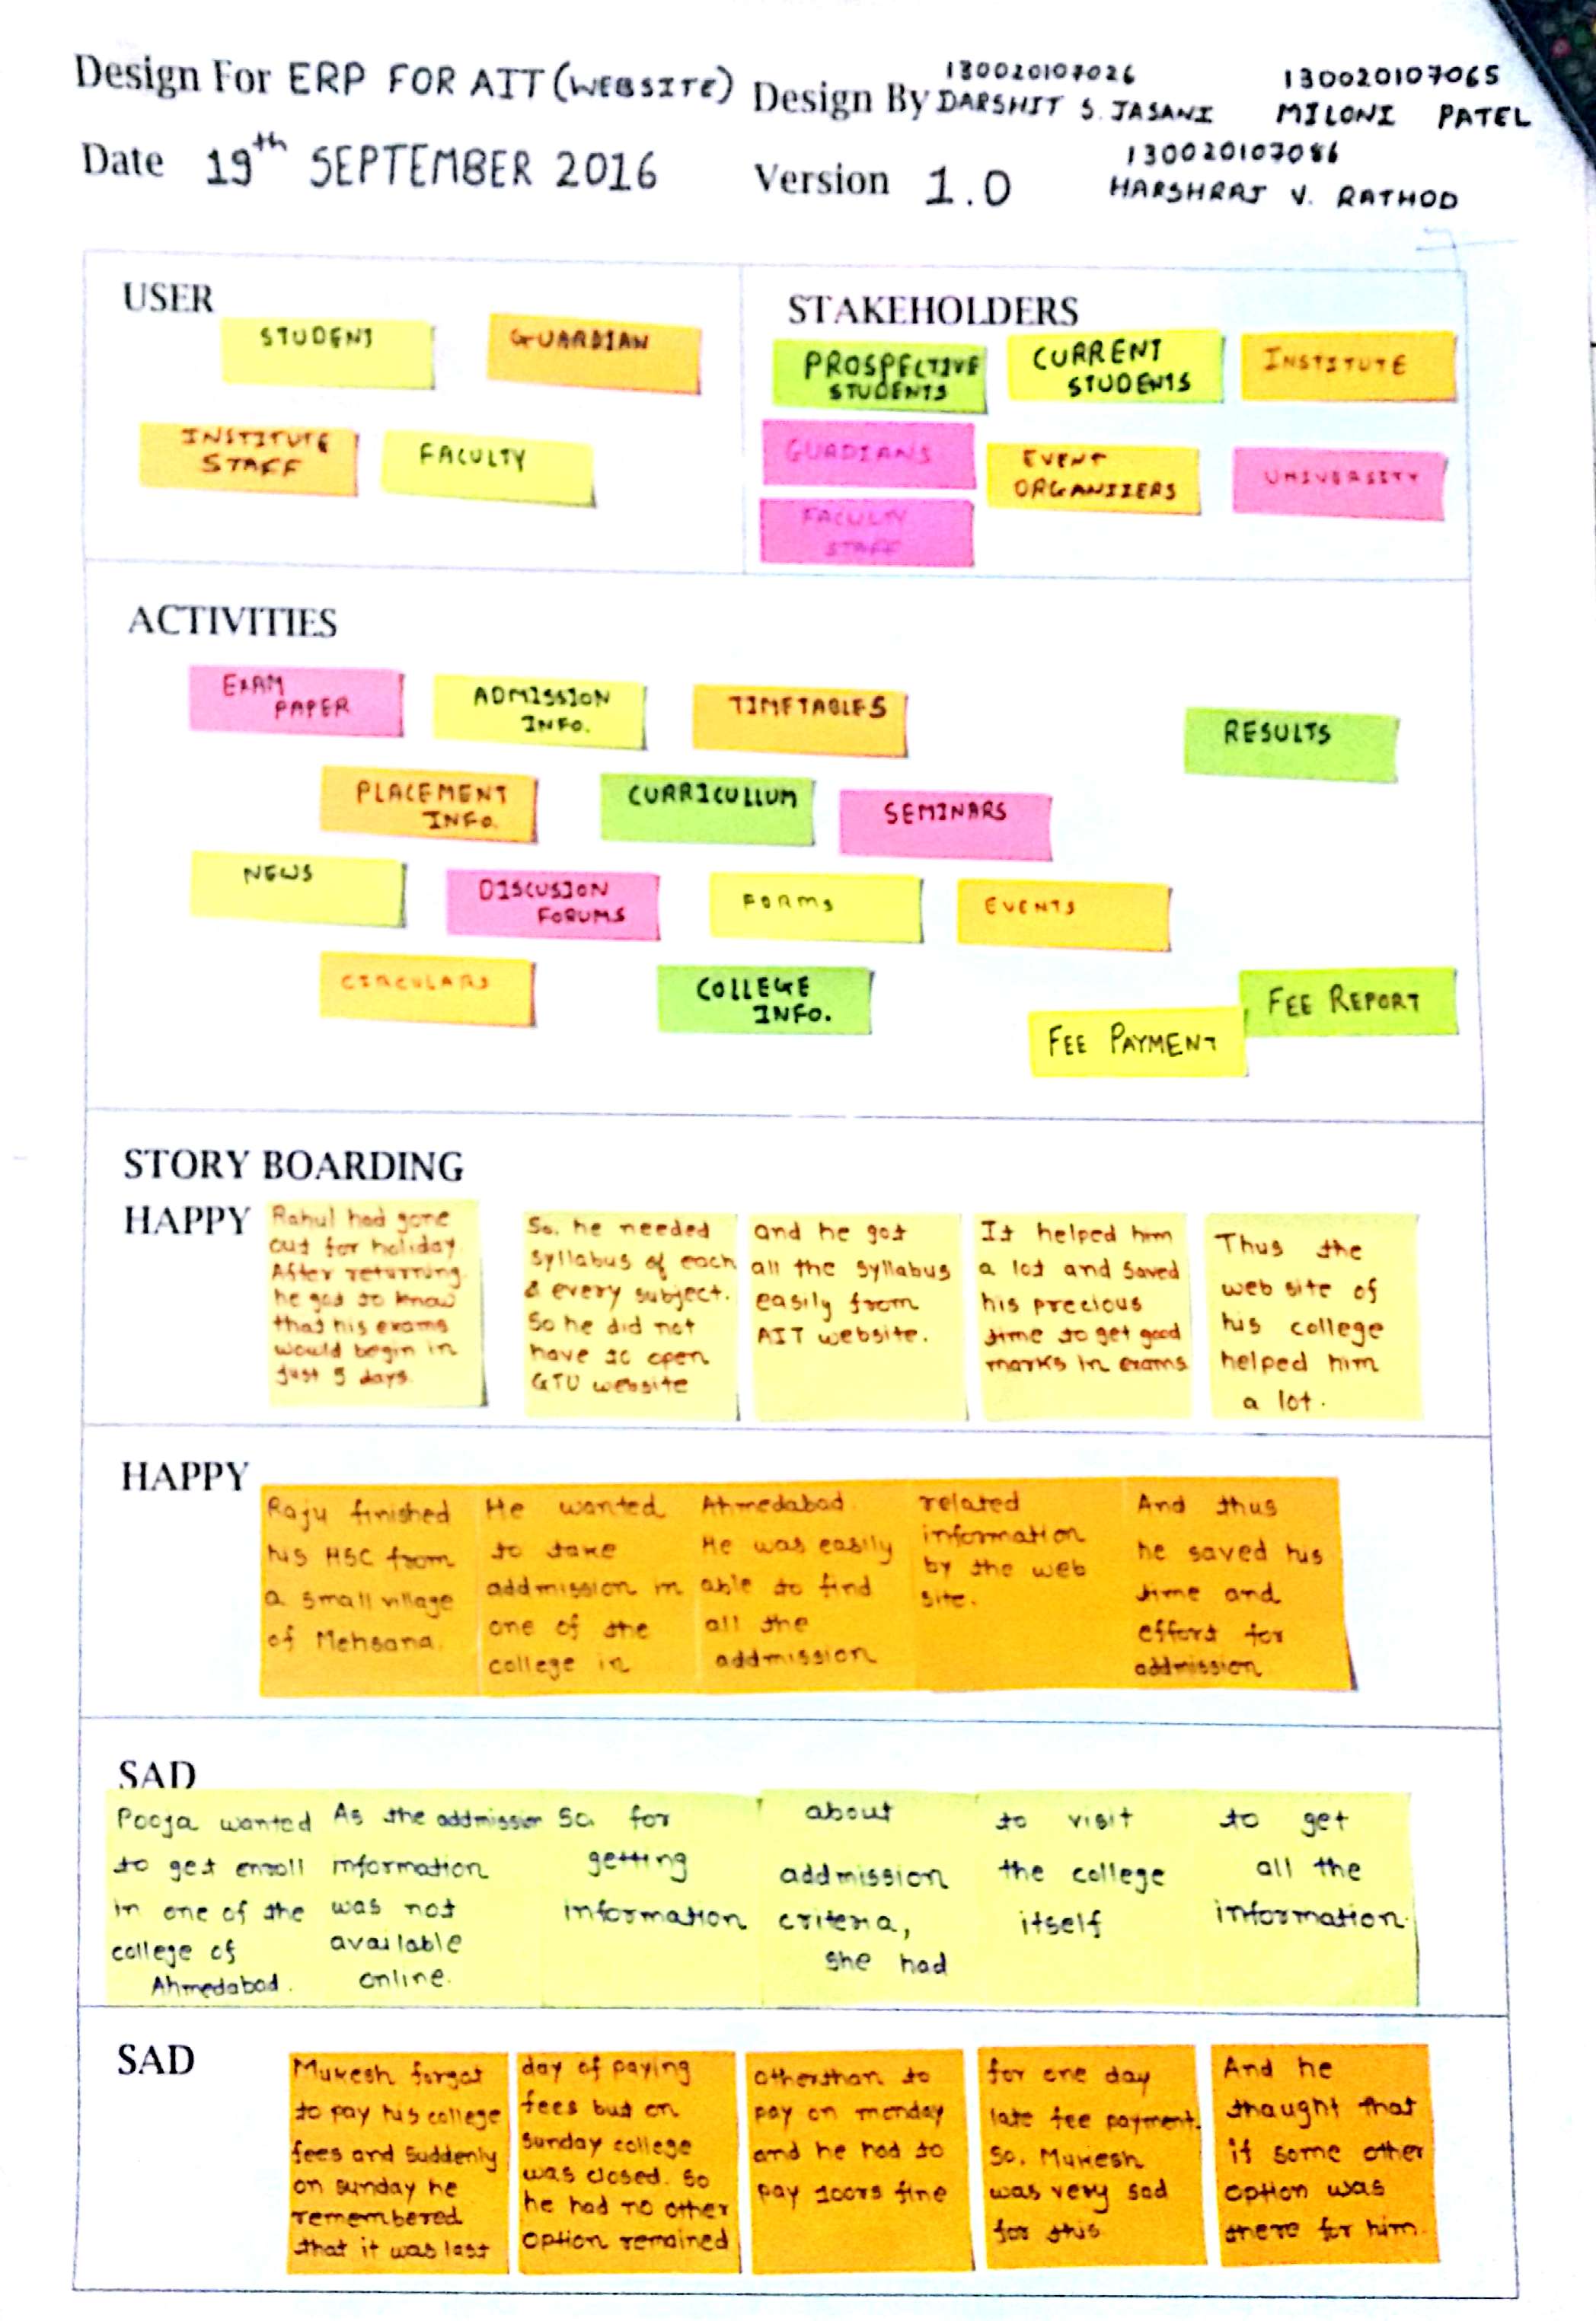 Design For ERP FOR AIT (WEBSITE)
Design By
130020107026
DARSHIT S. JASANI
130020107065
MILONI PATEL
130020107086
HARSHRAJ V. RATHOD
Date 19th SEPTEMBER 2016
Version 1.0
USER
STUDENT
GUARDIAN
INSTITUTE
STAFF
FACULTY
STAKEHOLDERS
PROSPECTIVE
STUDENTS
CURRENT
STUDENTS
INSTITUTE
GUADIANS
EVENT
ORGANIZERS
UNIVERSITY
FACULTY
STAFF
ACTIVITIES
EXAM
PAPER
ADMISSION
INFO.
TIMETABLES
RESULTS
PLACEMENT
INFO.
CURRICULLUM
SEMINARS
NEWS
DISCUSION
FORUMS
FORMS
EVENTS
CIRCULARS
COLLEGE
INFO.
FEE PAYMENT
FEE REPORT
STORY BOARDING
HAPPY
Rahul had gone
out for holiday.
After returning
he got to know
that his exams
would begin in
just 5 days.
So, he needed
syllabus of each
& every subject.
So he did not
have to open
GTU website
and he got
all the syllabus
easily from
AIT website.
It helped him
a lot and saved
his precious
time to get good
marks in exams
Thus the
web site of
his college
helped him
a lot.
HAPPY
Raju finished
his HSC from
a small village
of Mehsana.
He wanted
to take
addmission in
one of the
college in
Ahmedabad.
He was easily
able to find
all the
addmission
related
information
by the web
site.
And thus
he saved his
time and
effort for
addmission
SAD
Pooja wanted
to get enroll
in one of the
college of
Ahmedabad.
As the addmission
information
was not
available
online.
So, for
getting
information
about
addmission
criteria,
she had
to visit
the college
itself
to get
all the
information.
SAD
Mukesh forgot
to pay his college
fees and suddenly
on sunday he
remembered
that it was last
day of paying
fees but on
sunday college
was closed. So
he had no other
option remained
otherthan to
pay on monday
and he had to
pay 100rs fine
for one day
late fee payment.
So, Mukesh
was very sad
for this.
And he
thaught that
if some other
option was
there for him.